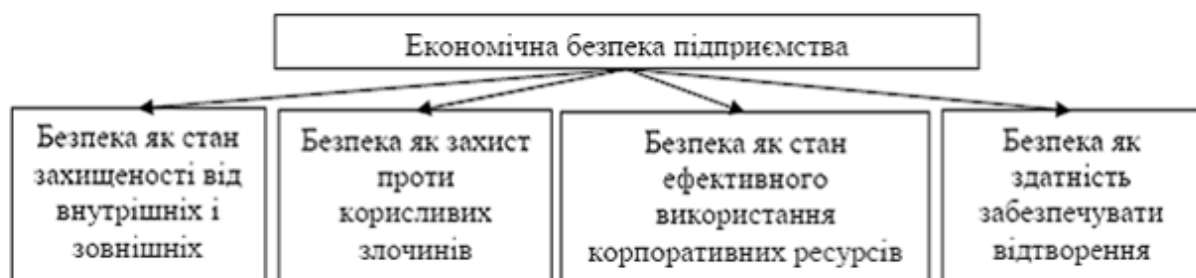 Економічна безпека підприємства
Безпека як стан
захищеності від
внутрішніх і
зовнішніх
Безпека як захист
проти
корисливих
злочинів
Безпека як стан
ефективного
використання
корпоративних ресурсів
Безпека як
здатність
забезпечувати
відтворення